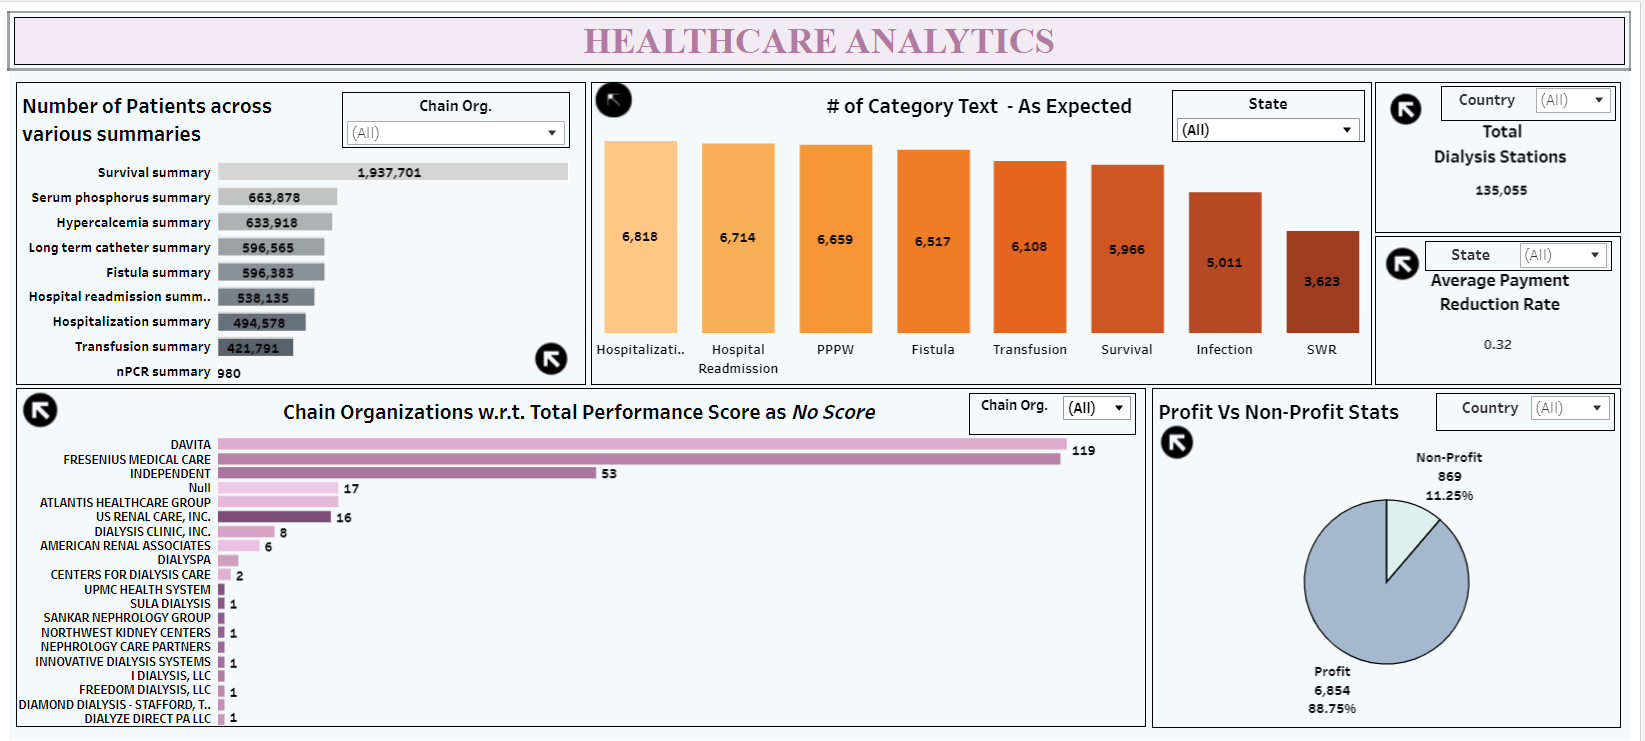 HEALTHCARE ANALYTICS
Number of Patients across
various summaries
Chain Org.
(All)
Survival summary
1,937,701
Serum phosphorus summary
663,878
Hypercalcemia summary
633,918
Long term catheter summary
596,565
Fistula summary
596,383
Hospital readmission summ..
538,135
Hospitalization summary
494,578
Transfusion summary
421,791
nPCR summary
980
# of Category Text - As Expected
State
(All)
6,818
6,714
6,659
6,517
6,108
5,966
5,011
3,623
Hospitalizati..
Hospital
Readmission
PPPW
Fistula
Transfusion
Survival
Infection
SWR
Country
(All)
Total
Dialysis Stations
135,055
State
(All)
Average Payment
Reduction Rate
0.32
Chain Organizations w.r.t. Total Performance Score as No Score
Chain Org.
(All)
DAVITA
119
FRESENIUS MEDICAL CARE
INDEPENDENT
53
Null
17
ATLANTIS HEALTHCARE GROUP
US RENAL CARE, INC.
16
DIALYSIS CLINIC, INC.
8
AMERICAN RENAL ASSOCIATES
6
DIALYSPA
CENTERS FOR DIALYSIS CARE
2
UPMC HEALTH SYSTEM
SULA DIALYSIS
1
SANKAR NEPHROLOGY GROUP
NORTHWEST KIDNEY CENTERS
1
NEPHROLOGY CARE PARTNERS
INNOVATIVE DIALYSIS SYSTEMS
1
I DIALYSIS, LLC
FREEDOM DIALYSIS, LLC
1
DIAMOND DIALYSIS - STAFFORD, T..
DIALYZE DIRECT PA LLC
1
Profit Vs Non-Profit Stats
Country
(All)
Non-Profit
869
11.25%
Profit
6,854
88.75%